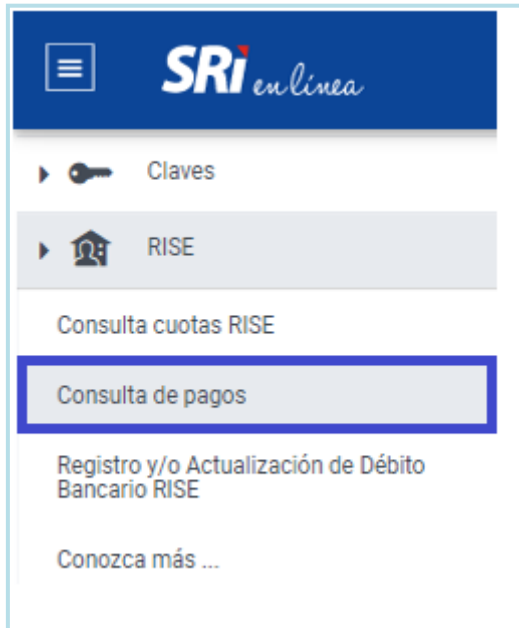 SRi en línea
Claves
RISE
Consulta cuotas RISE
Consulta de pagos
Registro y/o Actualización de Débito
Bancario RISE
Conozca más ...